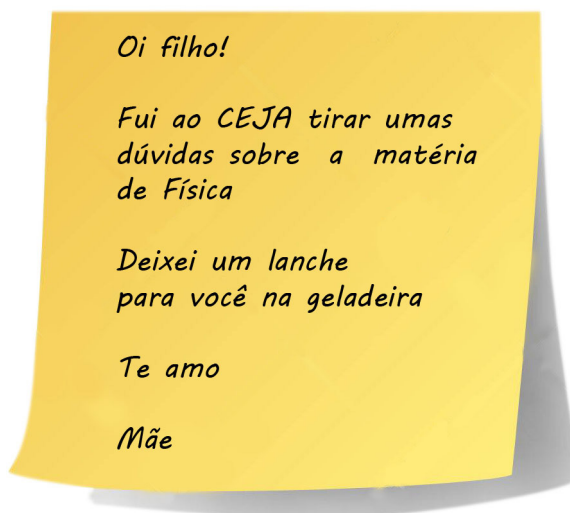 Oi filho!
Fui ao CEJA tirar umas
dúvidas sobre a matéria
de Física
Deixei um lanche
para você na geladeira
Te amo
Mãe